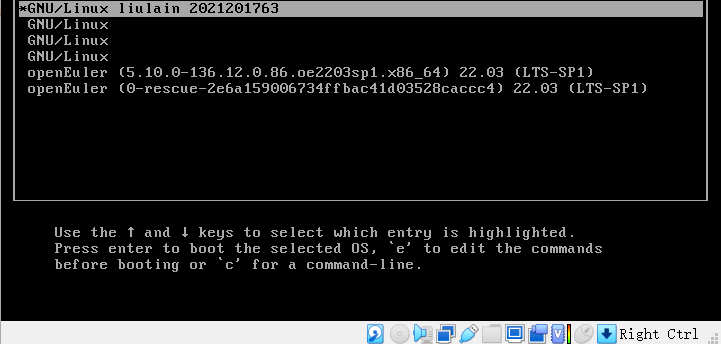 *GNU/Linux liulain 2021201763
GNU/Linux
GNU/Linux
GNU/Linux
openEuler (5.10.0-136.12.0.86.oe2203sp1.x86_64) 22.03 (LTS-SP1)
openEuler (0-rescue-2e6a159006734ffbac41d03528caccc4) 22.03 (LTS-SP1)
Use the ↑ and ↓ keys to select which entry is highlighted.
Press enter to boot the selected OS, `e' to edit the commands
before booting or `c' for a command-line.
Right Ctrl